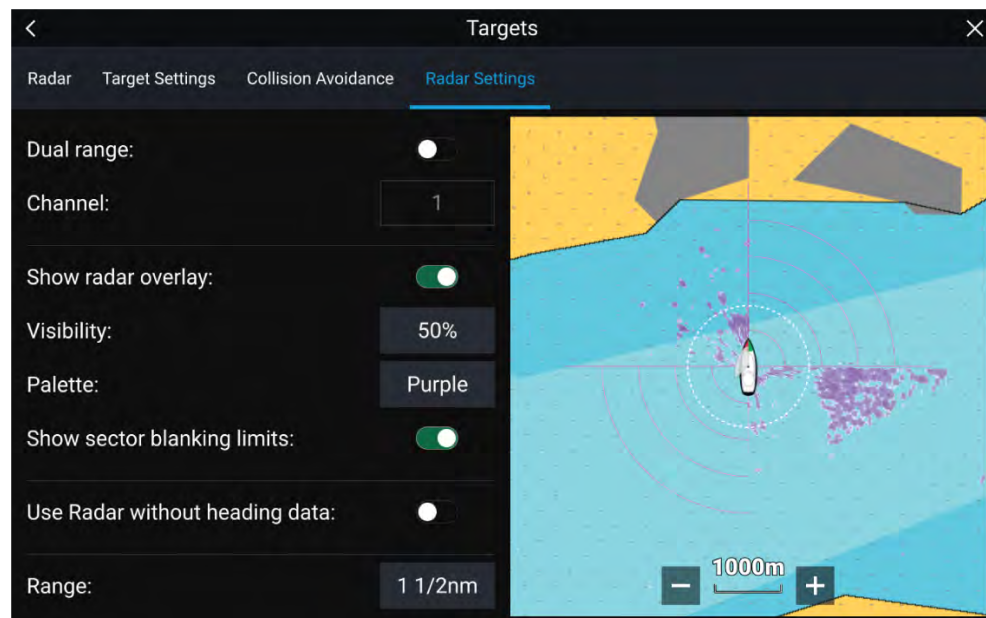 Targets
Radar Target Settings Collision Avoidance Radar Settings
Dual range:
Channel: 1
Show radar overlay:
Visibility: 50%
Palette: Purple
Show sector blanking limits:
Use Radar without heading data:
Range: 1 1/2nm
1000m